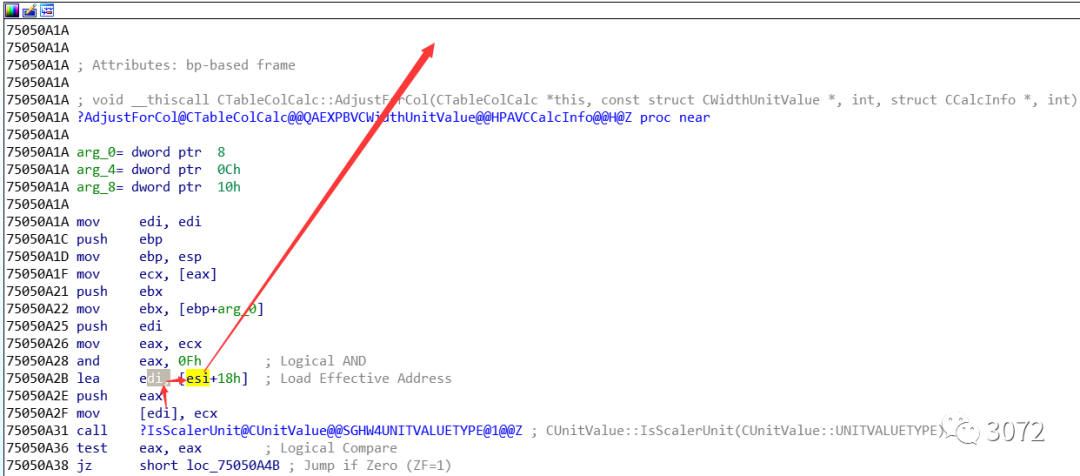 75050A1A
75050A1A
75050A1A ; Attributes: bp-based frame
75050A1A
75050A1A ; void __thiscall CTableColCalc::AdjustForCol(CTableColCalc *this, const struct CWidthUnitValue *, int, struct CCalcInfo *, int)
75050A1A ?AdjustForCol@CTableColCalc@@QAEXPBVCWidthUnitValue@@HPAVCCalcInfo@@H@Z proc near
75050A1A
75050A1A arg_0= dword ptr 8
75050A1A arg_4= dword ptr 0Ch
75050A1A arg_8= dword ptr 10h
75050A1A
75050A1A mov edi, edi
75050A1C push ebp
75050A1D mov ebp, esp
75050A1F mov ecx, [eax]
75050A21 push ebx
75050A22 mov ebx, [ebp+arg_0]
75050A25 push edi
75050A26 mov eax, ecx
75050A28 and eax, 0Fh ; Logical AND
75050A2B lea edi, [esi+18h] ; Load Effective Address
75050A2E push eax
75050A2F mov [edi], ecx
75050A31 call ?IsScalerUnit@CUnitValue@@SGHW4UNITVALUETYPE@1@@Z ; CUnitValue::IsScalerUnit(CUnitValue::UNITVALUETYPE)
75050A36 test eax, eax ; Logical Compare
75050A38 jz short loc_75050A4B ; Jump if Zero (ZF=1)
3072